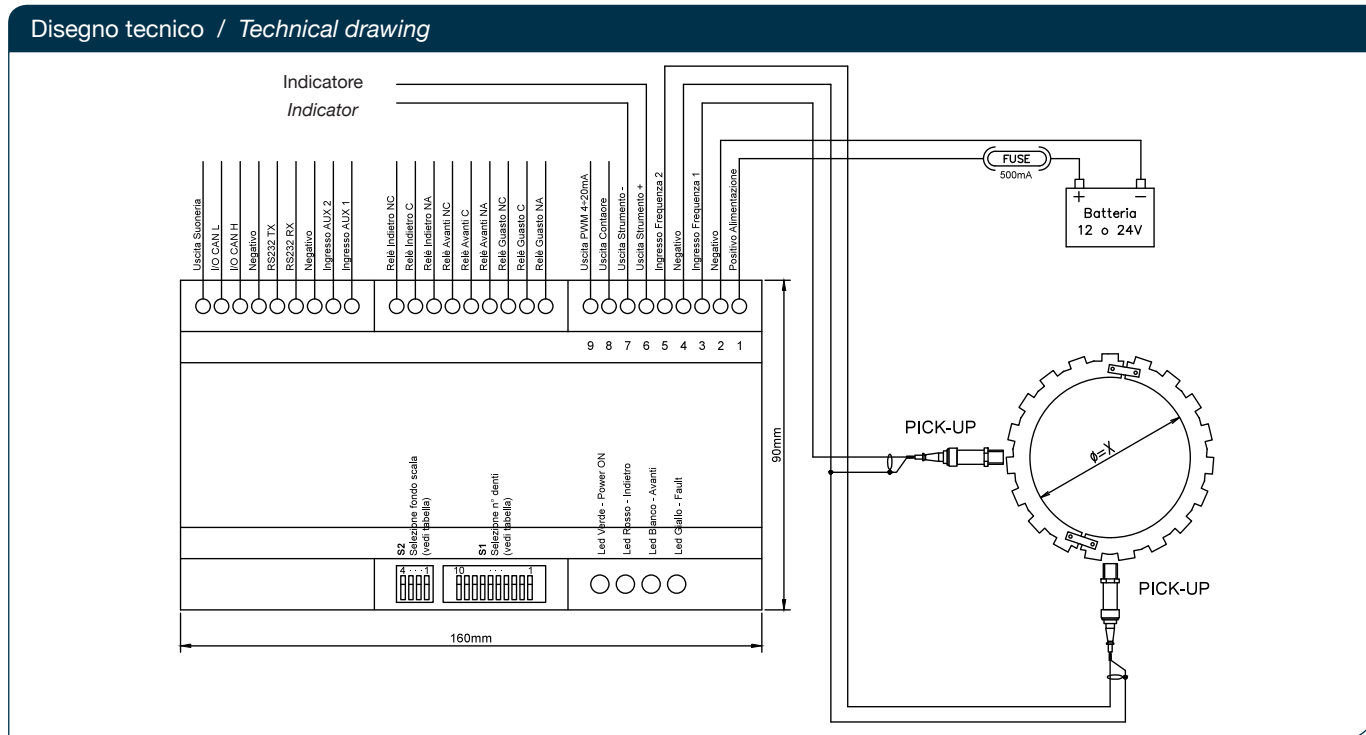 Disegno tecnico / Technical drawing
Indicatore
Indicator
FUSE
500mA
+ −
Batteria
12 o 24V
Uscita Suoneria
I/O CAN L
I/O CAN H
Negativo
RS232 TX
RS232 RX
Negativo
Ingresso AUX 2
Ingresso AUX 1
Relè Indietro NC
Relè Indietro C
Relè Indietro NA
Relè Avanti NC
Relè Avanti C
Relè Avanti NA
Relè Guasto NC
Relè Guasto C
Relè Guasto NA
Uscita PWM 4÷20mA
Uscita Contaore
Uscita Strumento -
Uscita Strumento +
Ingresso Frequenza 2
Negativo
Ingresso Frequenza 1
Negativo
Positivo Alimentazione
9 8 7 6 5 4 3 2 1
90mm
PICK-UP
ø=X
S2
Selezione fondo scala
(vedi tabella)
S1
Selezione n° denti
(vedi tabella)
Led Verde - Power ON
Led Rosso - Indietro
Led Bianco - Avanti
Led Giallo - Fault
4 · · · 1
10 · · · 1
PICK-UP
160mm